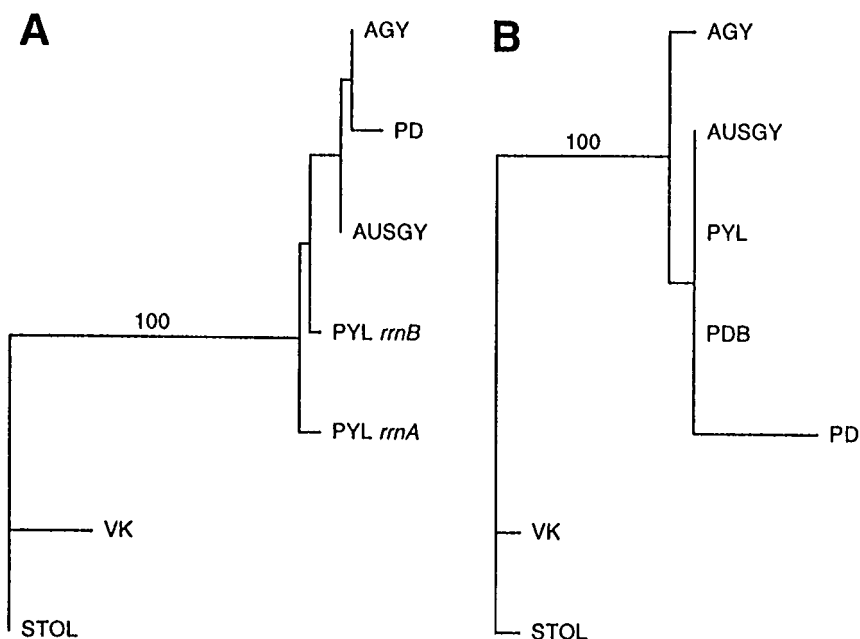 A
AGY
PD
AUSGY
100
PYL rrnB
PYL rrnA
VK
STOL
B
AGY
100
AUSGY
PYL
PDB
PD
VK
STOL